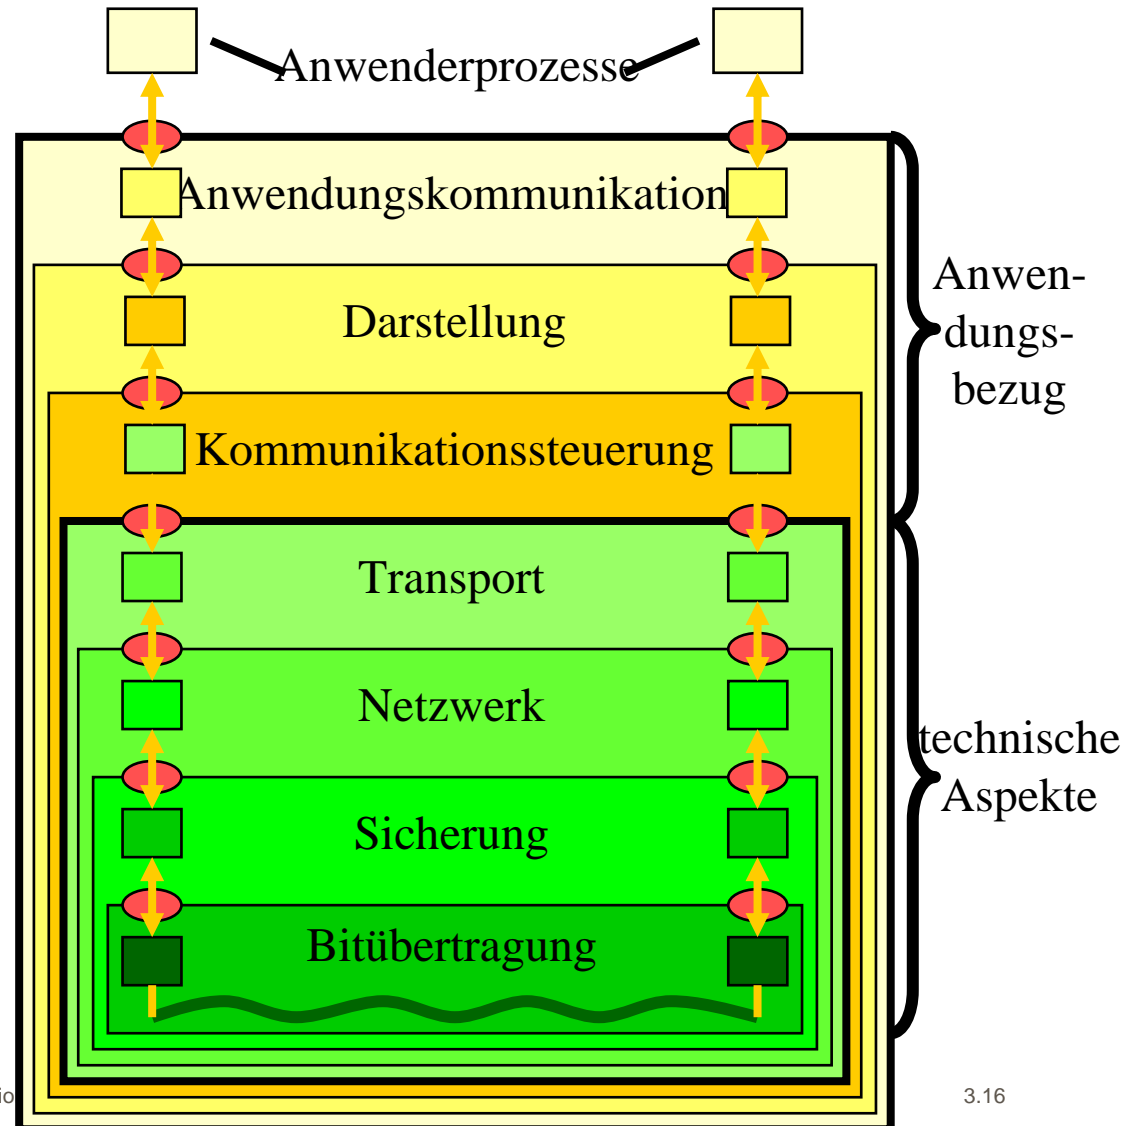 Anwenderprozesse
Anwendungskommunikation
Darstellung
Kommunikationssteuerung
Transport
Netzwerk
Sicherung
Bitübertragung
Anwen-
dungs-
bezug
technische
Aspekte
3.16